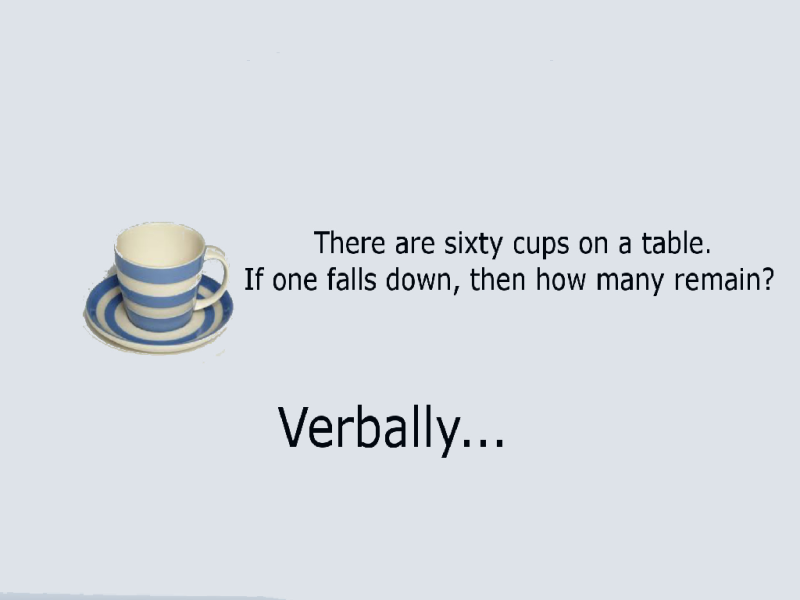 There are sixty cups on a table.
If one falls down, then how many remain?
Verbally...